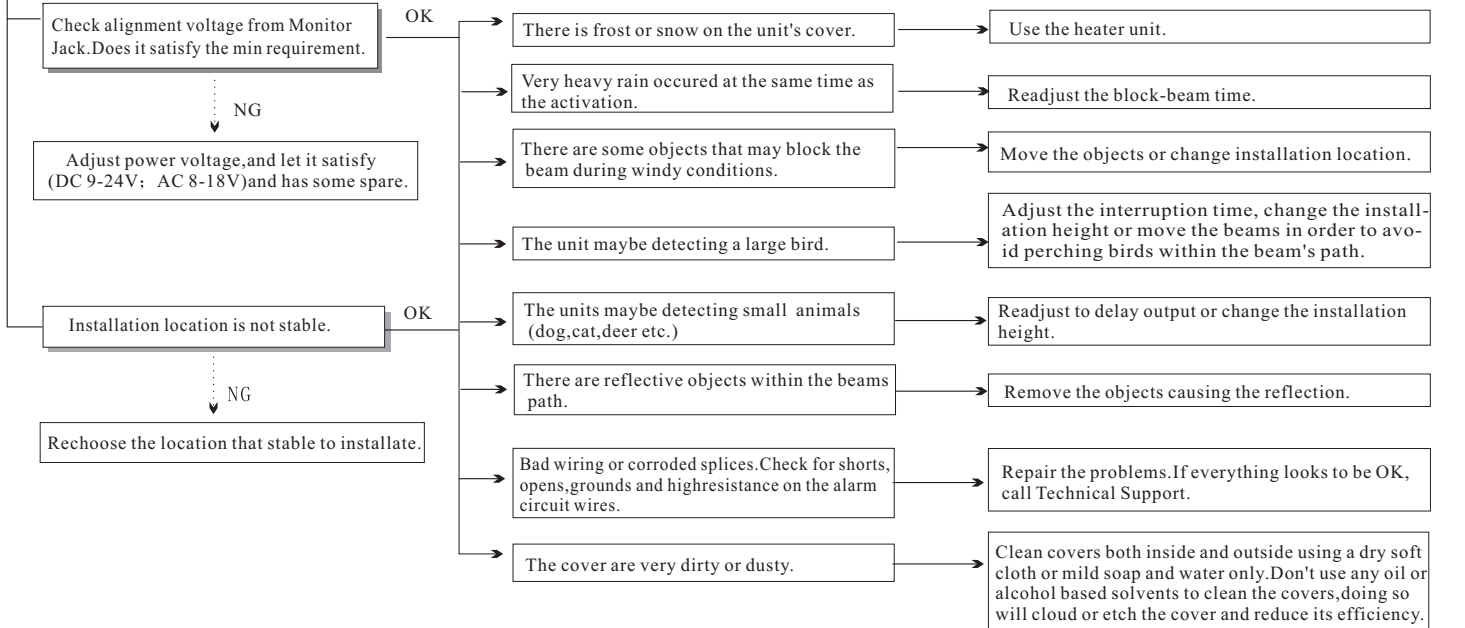 Check alignment voltage from Monitor
Jack.Does it satisfy the min requirement.
OK
NG
Adjust power voltage,and let it satisfy
(DC 9-24V；AC 8-18V)and has some spare.
Installation location is not stable.
OK
NG
Rechoose the location that stable to installate.
There is frost or snow on the unit's cover.
Use the heater unit.
Very heavy rain occured at the same time as
the activation.
Readjust the block-beam time.
There are some objects that may block the
beam during windy conditions.
Move the objects or change installation location.
The unit maybe detecting a large bird.
Adjust the interruption time, change the install-
ation height or move the beams in order to avo-
id perching birds within the beam's path.
The units maybe detecting small animals
(dog,cat,deer etc.)
Readjust to delay output or change the installation
height.
There are reflective objects within the beams
path.
Remove the objects causing the reflection.
Bad wiring or corroded splices.Check for shorts,
opens,grounds and highresistance on the alarm
circuit wires.
Repair the problems.If everything looks to be OK,
call Technical Support.
The cover are very dirty or dusty.
Clean covers both inside and outside using a dry soft
cloth or mild soap and water only.Don't use any oil or
alcohol based solvents to clean the covers,doing so
will cloud or etch the cover and reduce its efficiency.